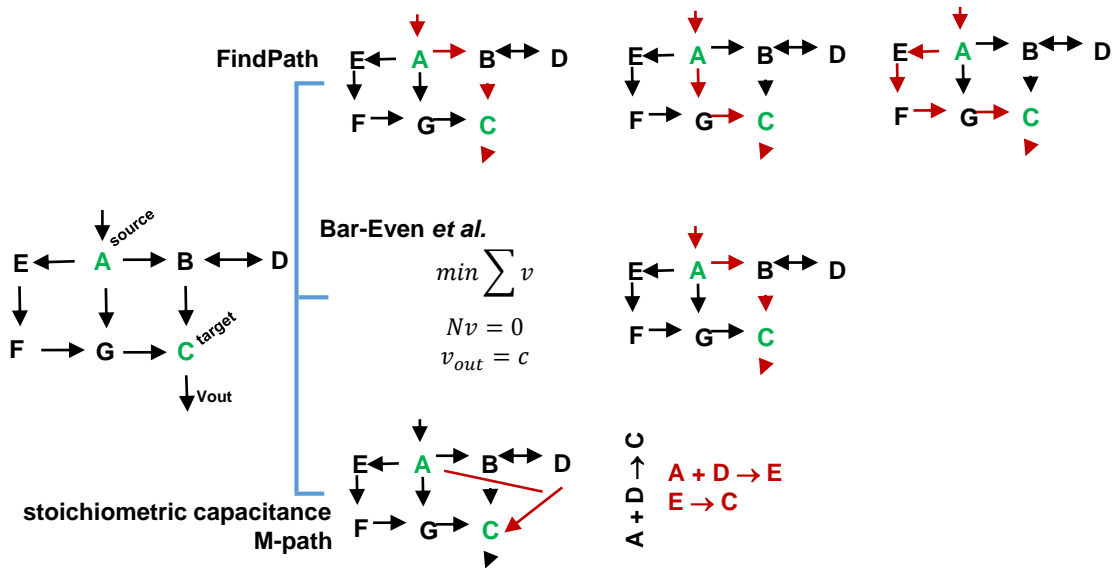 FindPath
E A B D
F G C
E A B D
F G C
E A B D
F G C
source
E A B D
F G C
target
Vout
Bar-Even et al.
min ∑ v
Nv = 0
v_out = c
E A B D
F G C
stoichiometric capacitance
M-path
E A B D
F G C
A + D → C
A + D → E
E → C